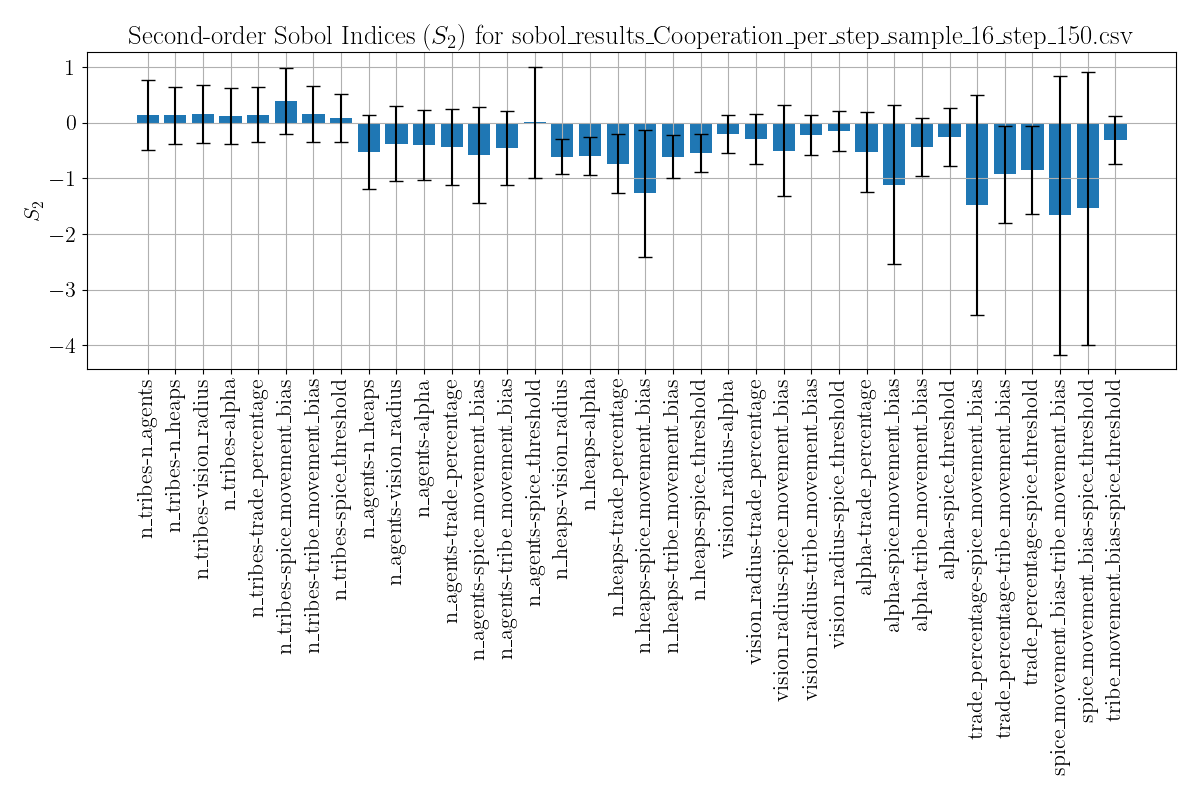 Second-order Sobol Indices (S₂) for sobol_results_Cooperation_per_step_sample_16_step_150.csv
1
0
−1
−2
−3
−4
S₂
n_tribes-n_agents
n_tribes-n_heaps
n_tribes-vision_radius
n_tribes-alpha
n_tribes-trade_percentage
n_tribes-spice_movement_bias
n_tribes-tribe_movement_bias
n_tribes-spice_threshold
n_agents-n_heaps
n_agents-vision_radius
n_agents-alpha
n_agents-trade_percentage
n_agents-spice_movement_bias
n_agents-tribe_movement_bias
n_agents-spice_threshold
n_heaps-vision_radius
n_heaps-alpha
n_heaps-trade_percentage
n_heaps-spice_movement_bias
n_heaps-tribe_movement_bias
n_heaps-spice_threshold
vision_radius-alpha
vision_radius-trade_percentage
vision_radius-spice_movement_bias
vision_radius-tribe_movement_bias
vision_radius-spice_threshold
alpha-trade_percentage
alpha-spice_movement_bias
alpha-tribe_movement_bias
alpha-spice_threshold
trade_percentage-spice_movement_bias
trade_percentage-tribe_movement_bias
trade_percentage-spice_threshold
spice_movement_bias-tribe_movement_bias
spice_movement_bias-spice_threshold
tribe_movement_bias-spice_threshold